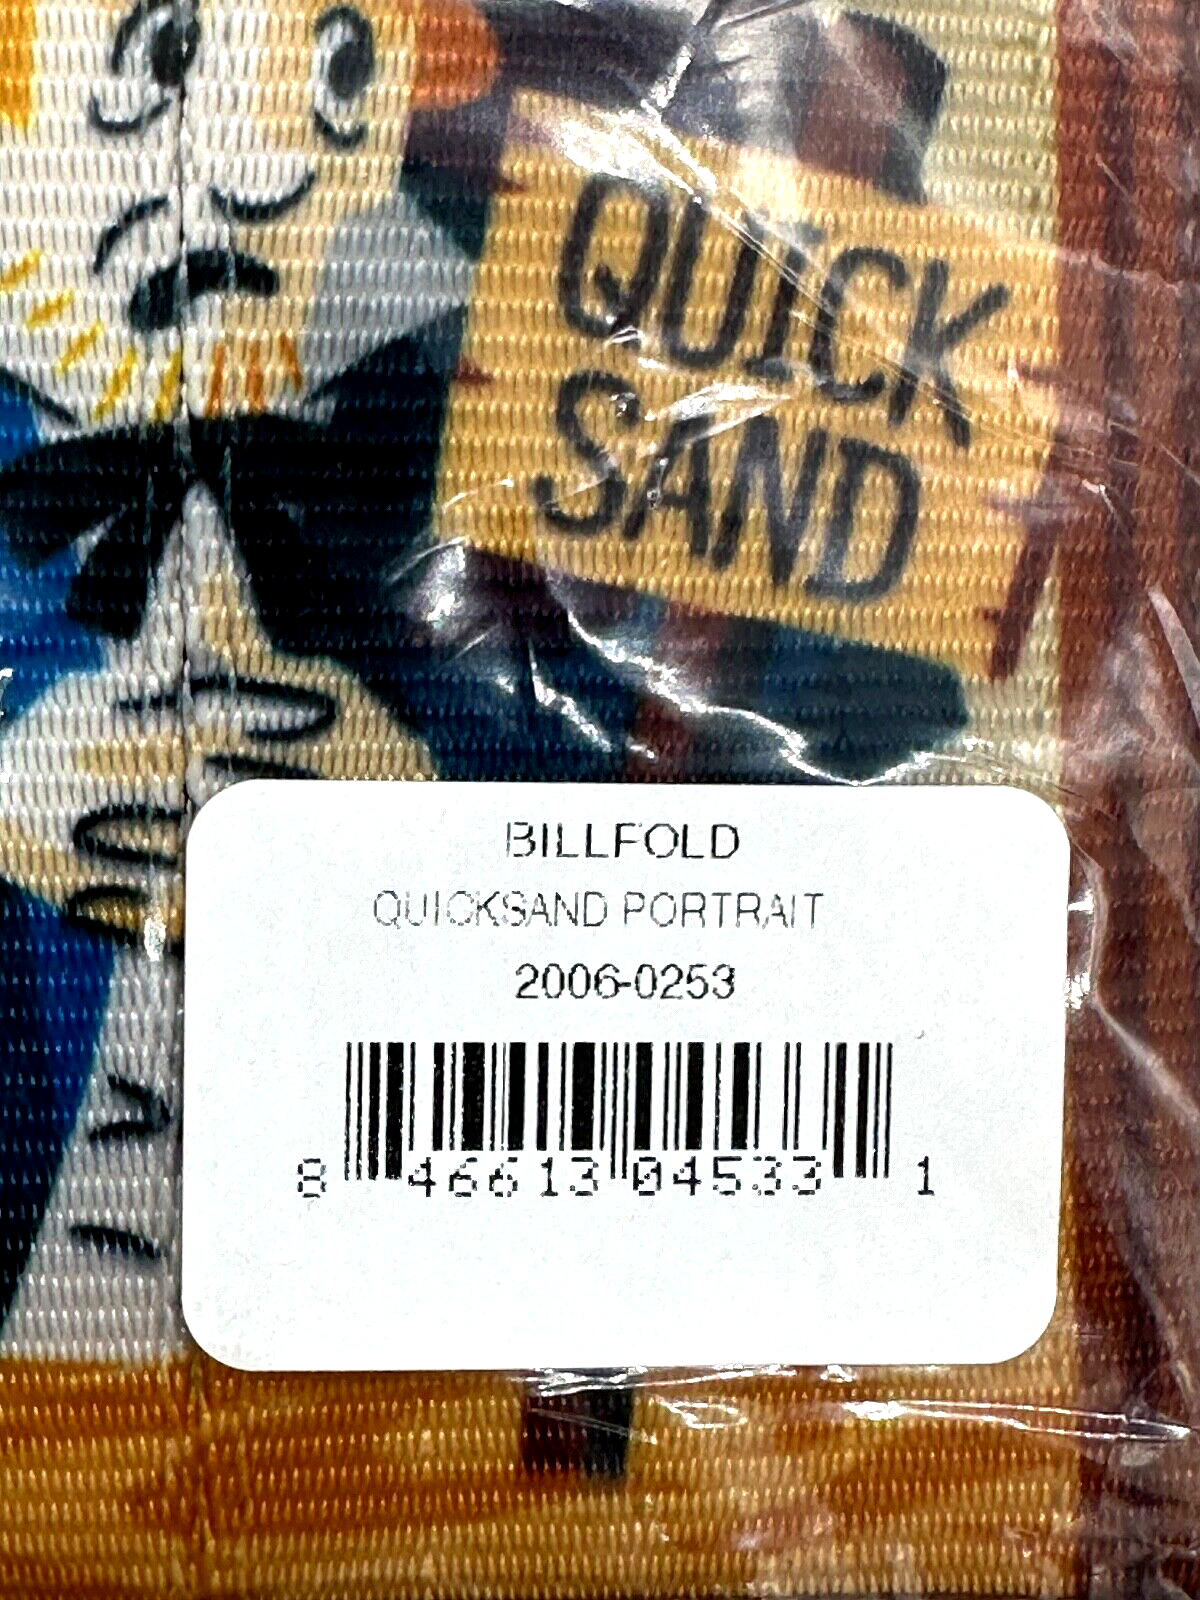 QUICK
SAND
BILLFOLD
QUICKSAND PORTRAIT
2006-0253
8 46613 04533 1